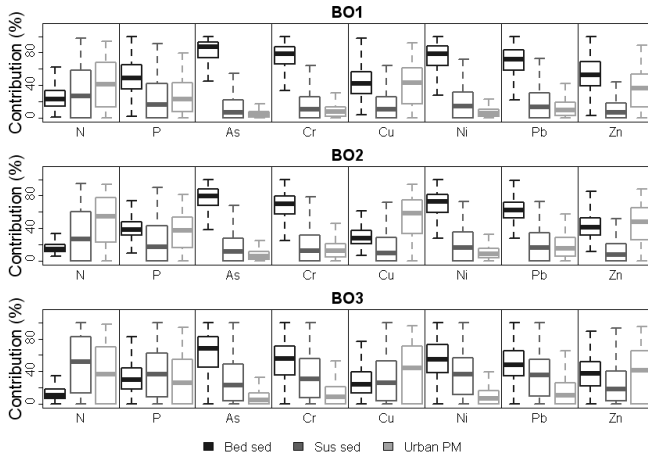 BO1
Contribution (%)
0 40 80
N P As Cr Cu Ni Pb Zn
BO2
Contribution (%)
0 40 80
N P As Cr Cu Ni Pb Zn
BO3
Contribution (%)
0 40 80
N P As Cr Cu Ni Pb Zn
Bed sed Sus sed Urban PM